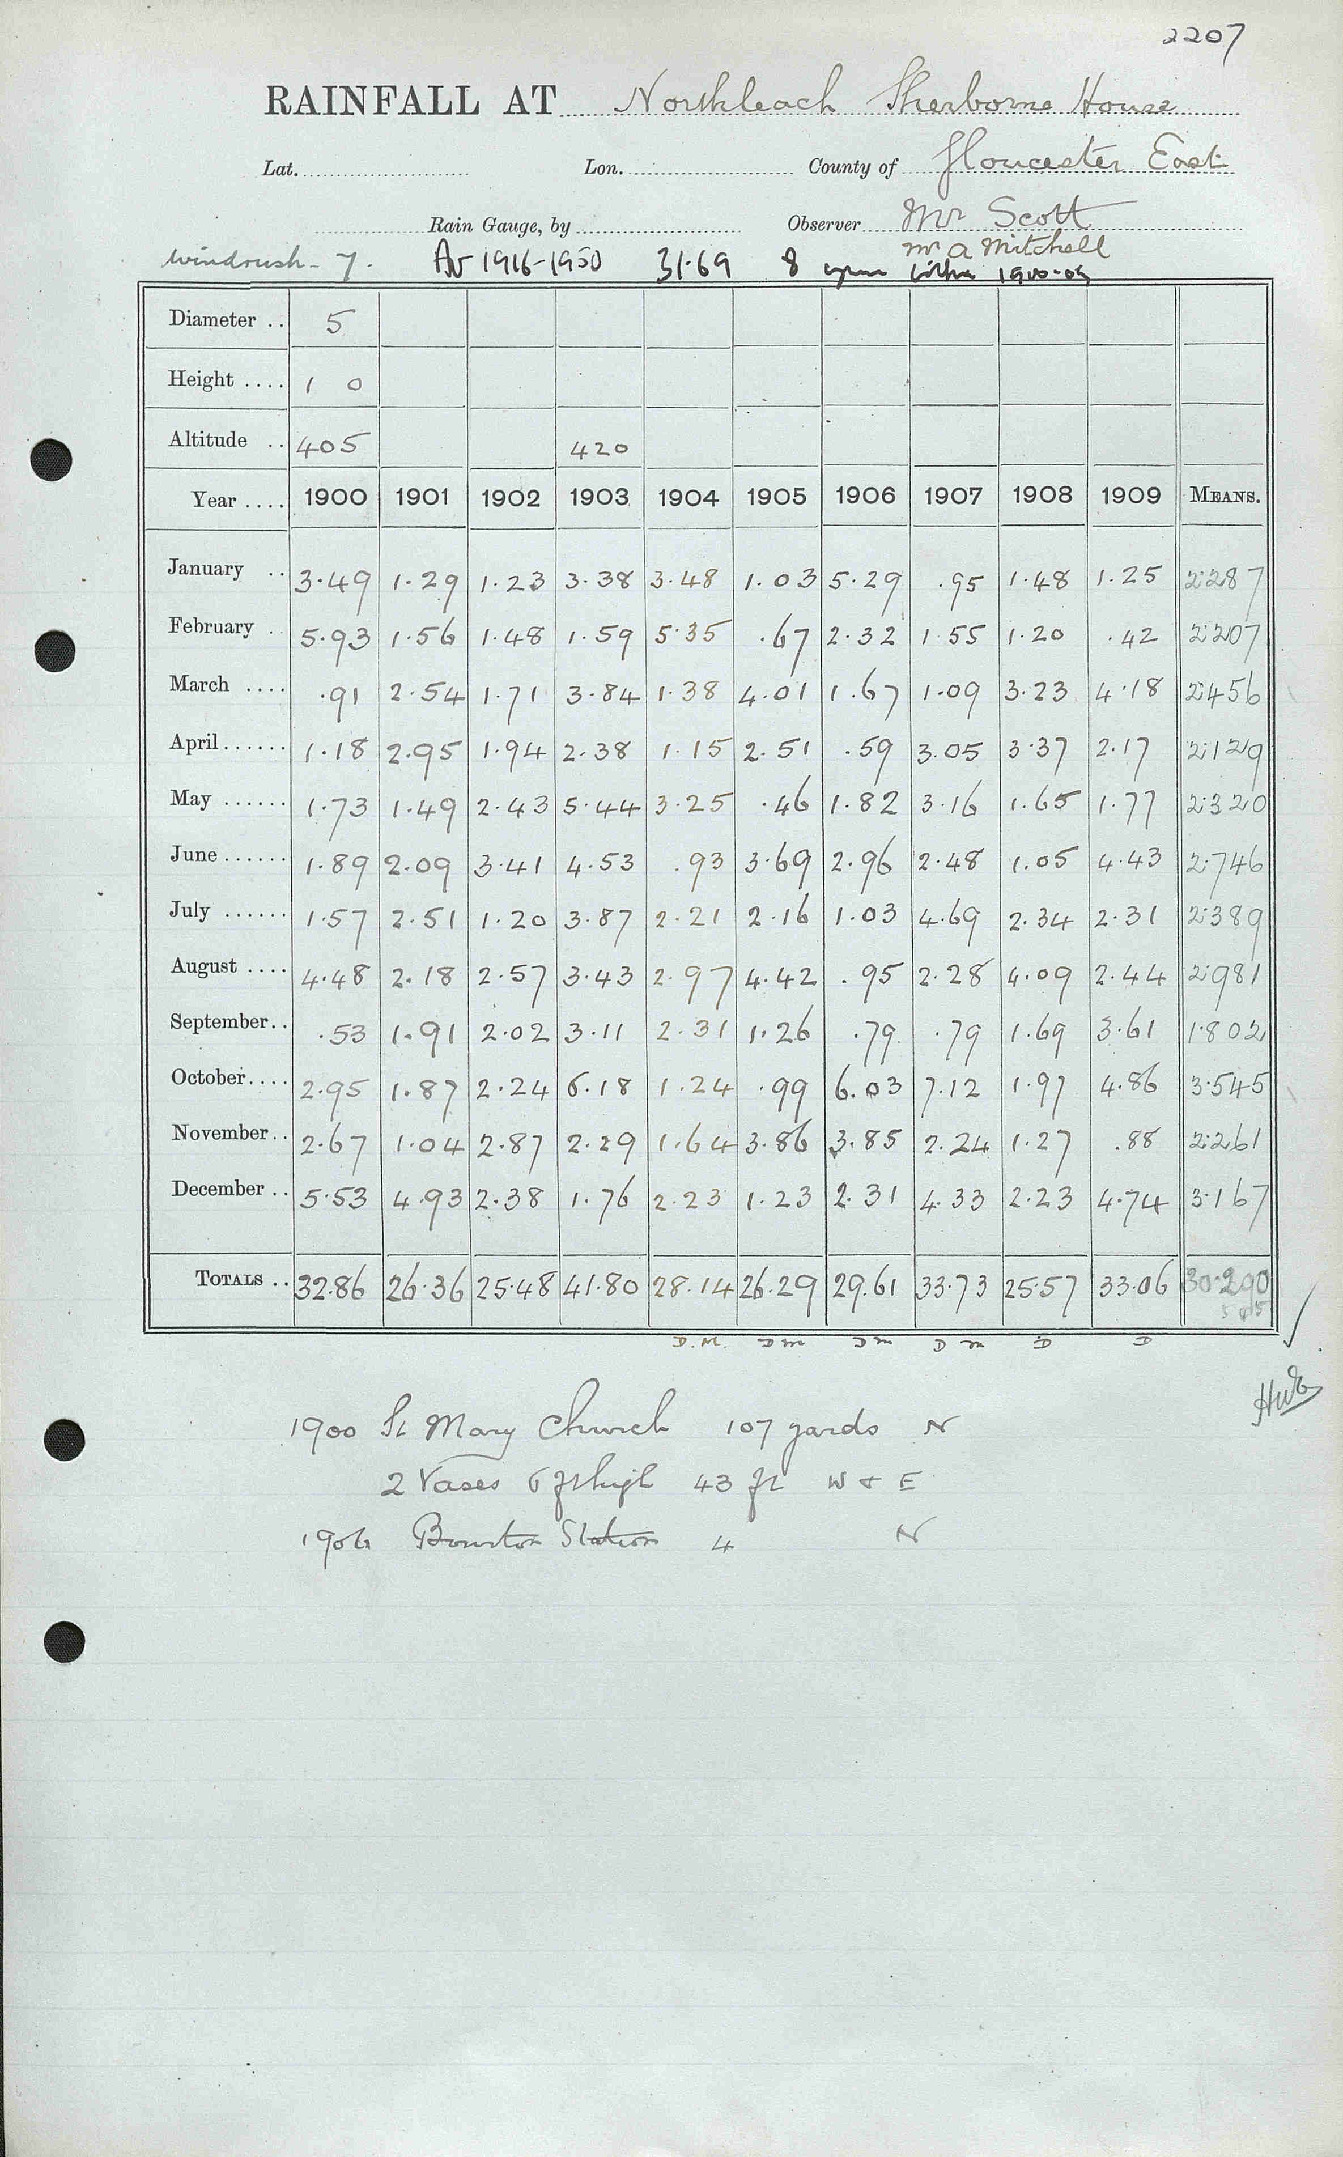 2207
RAINFALL AT Northleach Sherborne House
Lat. Lon. County of Gloucester East
Rain Gauge, by Observer Mr Scott
Mr A Mitchell
Windrush - 7. Av 1916-1950 31.69 8 1900-09
Diameter .. 5
Height .... 1 0
Altitude .. 405 420
Year .... 1900 1901 1902 1903 1904 1905 1906 1907 1908 1909 MEANS.
January .. 3.49 1.29 1.23 3.38 3.48 1.03 5.29 .95 1.48 1.25 2.287
February .. 5.93 1.56 1.48 1.59 5.35 .67 2.32 1.55 1.20 .42 2.207
March .... .91 2.54 1.71 3.84 1.38 4.01 1.67 1.09 3.23 4.18 2.456
April ...... 1.18 2.95 1.94 2.38 1.15 2.51 .59 3.05 3.37 2.17 2.129
May ...... 1.73 1.49 2.43 5.44 3.25 .46 1.82 3.16 1.65 1.77 2.320
June ...... 1.89 2.09 3.41 4.53 .93 3.69 2.96 2.48 1.05 4.43 2.746
July ...... 1.57 2.51 1.20 3.87 2.21 2.16 1.03 4.69 2.34 2.31 2.389
August .... 4.48 2.18 2.57 3.43 2.97 4.42 .95 2.28 4.09 2.44 2.981
September.. .53 1.91 2.02 3.11 2.31 1.26 .79 .79 1.69 3.61 1.802
October.... 2.95 1.87 2.24 6.18 1.24 .99 6.03 7.12 1.97 4.86 3.545
November.. 2.67 1.04 2.87 2.29 1.64 3.86 3.85 2.24 1.27 .88 2.261
December .. 5.53 4.93 2.38 1.76 2.23 1.23 2.31 4.33 2.23 4.74 3.167
TOTALS .. 32.86 26.36 25.48 41.80 28.14 26.29 29.61 33.73 25.57 33.06 30.290
D.M. D m D m D m D D
1900 St Mary Church 107 yards N
2 Vases 6 ft high 43 ft W & E
1906 Bourton Station 4 N